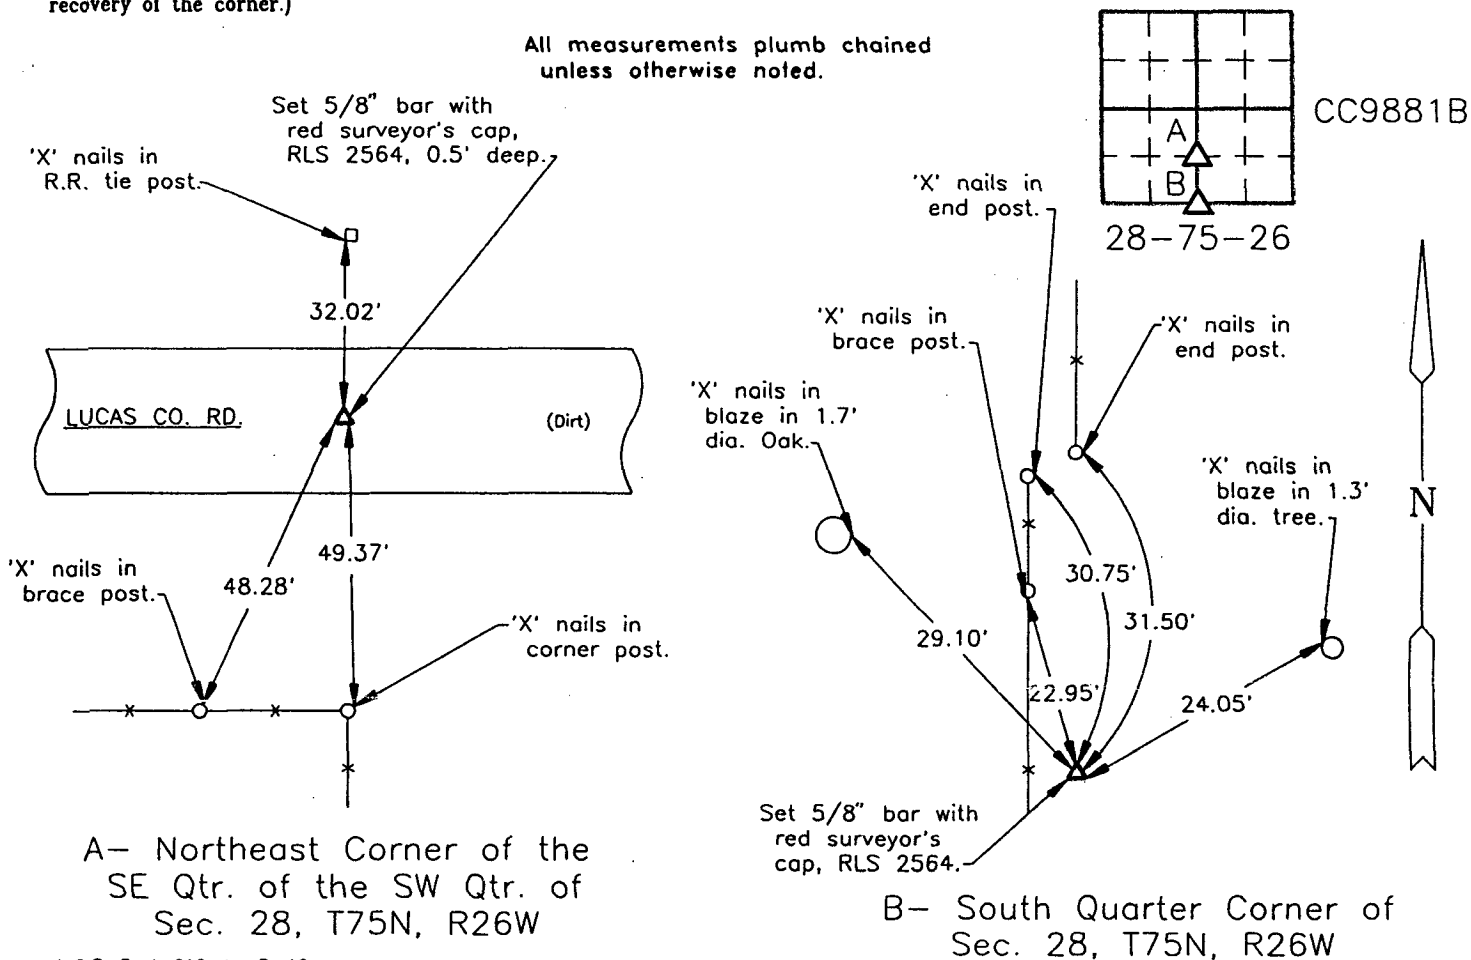 recovery of the corner.)
All measurements plumb chained
unless otherwise noted.
CC9881B
A
B
28-75-26
Set 5/8" bar with
red surveyor's cap,
RLS 2564, 0.5' deep.
'X' nails in
R.R. tie post.
32.02'
LUCAS CO. RD.
(Dirt)
49.37'
48.28'
'X' nails in
brace post.
'X' nails in
corner post.
A- Northeast Corner of the
SE Qtr. of the SW Qtr. of
Sec. 28, T75N, R26W
'X' nails in
end post.
'X' nails in
brace post.
'X' nails in
end post.
'X' nails in
blaze in 1.7'
dia. Oak.
'X' nails in
blaze in 1.3'
dia. tree.
N
30.75'
31.50'
29.10'
22.95'
24.05'
Set 5/8" bar with
red surveyor's
cap, RLS 2564.
B- South Quarter Corner of
Sec. 28, T75N, R26W